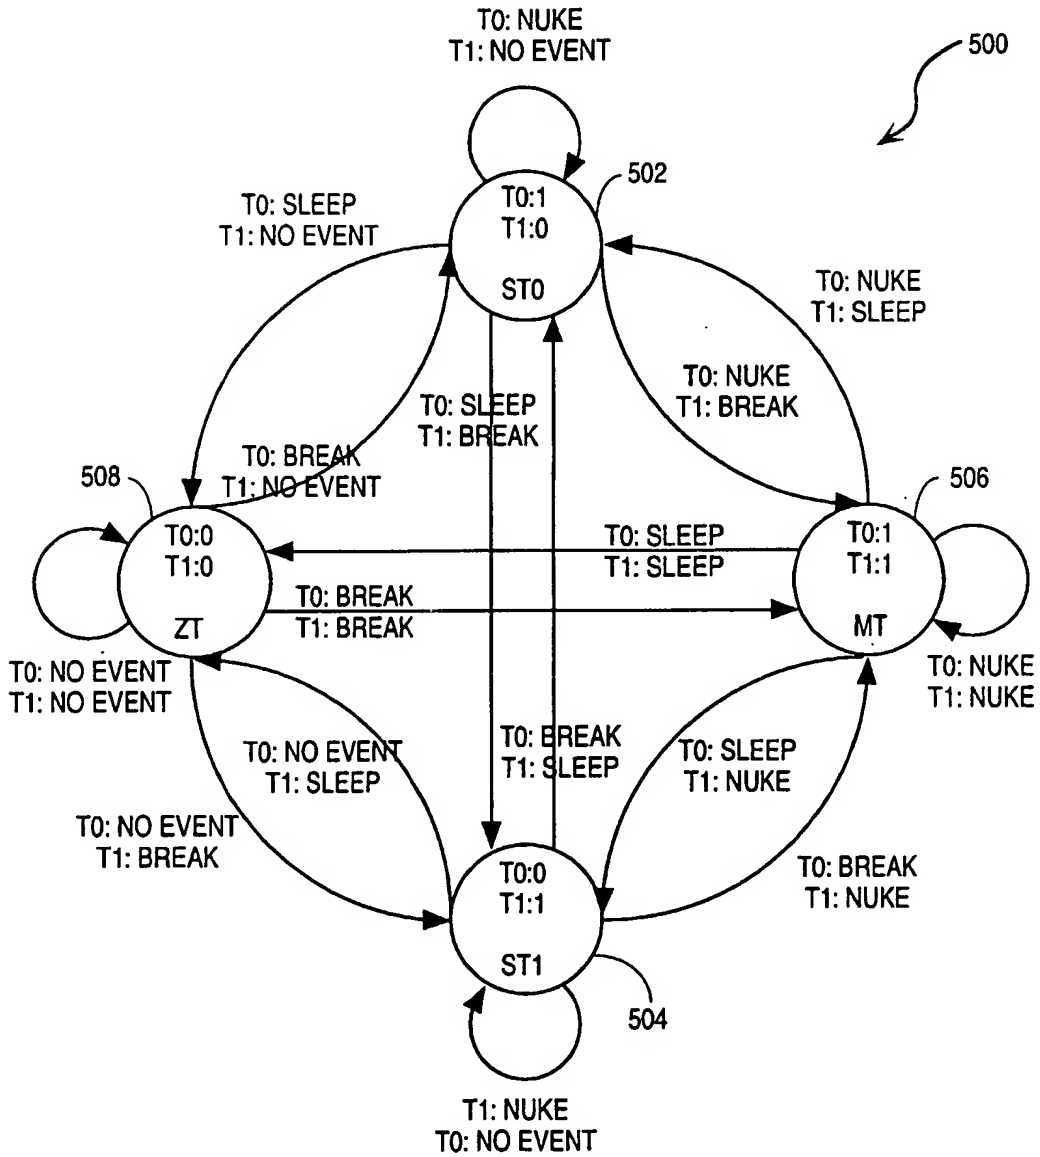 T0: NUKE
T1: NO EVENT
500
502
T0:1
T1:0
ST0
T0: SLEEP
T1: NO EVENT
T0: NUKE
T1: SLEEP
T0: NUKE
T1: BREAK
T0: SLEEP
T1: BREAK
T0: BREAK
T1: NO EVENT
508
506
T0:0
T1:0
ZT
T0:1
T1:1
MT
T0: SLEEP
T1: SLEEP
T0: BREAK
T1: BREAK
T0: NO EVENT
T1: NO EVENT
T0: NUKE
T1: NUKE
T0: NO EVENT
T1: SLEEP
T0: BREAK
T1: SLEEP
T0: SLEEP
T1: NUKE
T0: NO EVENT
T1: BREAK
T0: BREAK
T1: NUKE
T0:0
T1:1
ST1
504
T1: NUKE
T0: NO EVENT